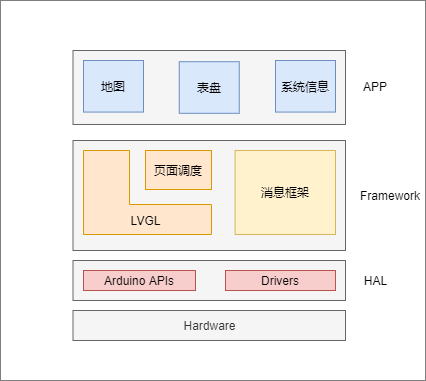 地图
表盘
系统信息
APP
页面调度
LVGL
消息框架
Framework
Arduino APIs
Drivers
HAL
Hardware